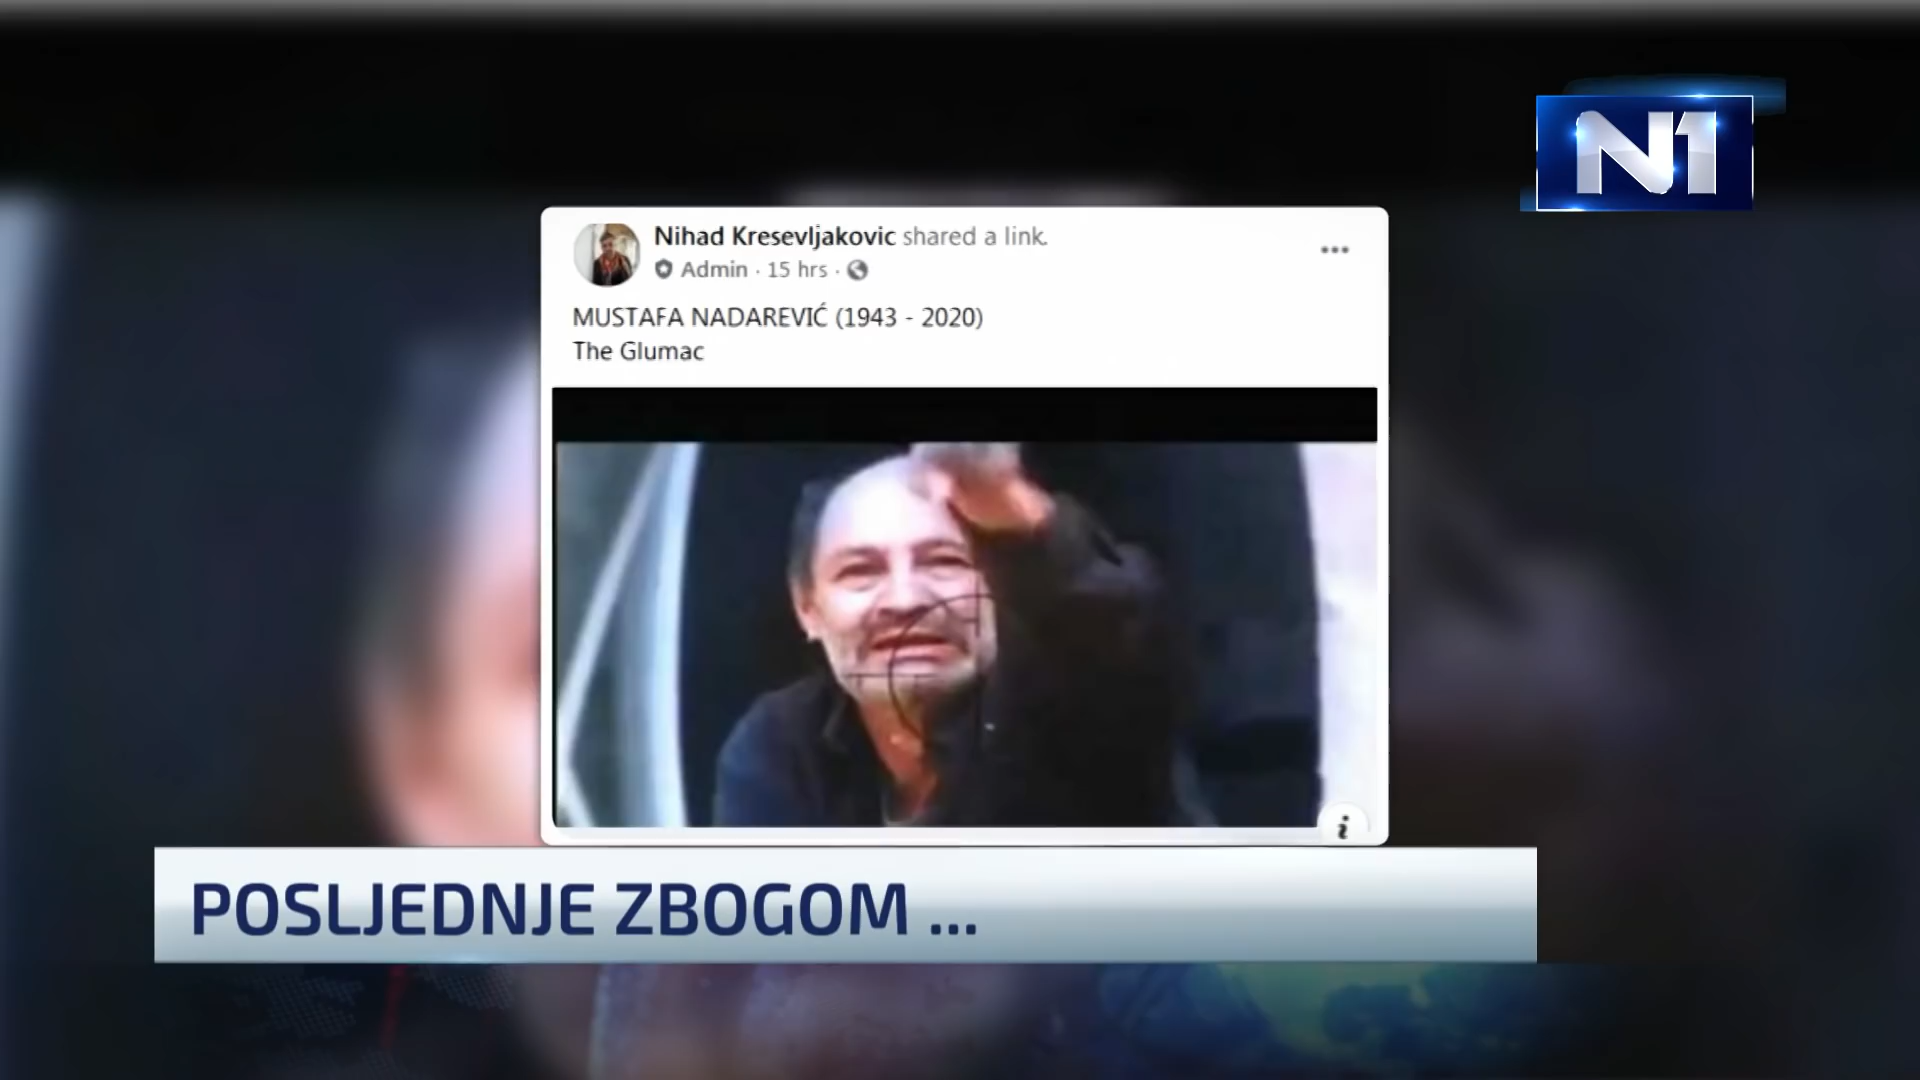 N1
Nihad Kresevljakovic shared a link.
Admin · 15 hrs ·
MUSTAFA NADAREVIĆ (1943 - 2020)
The Glumac
i
POSLJEDNJE ZBOGOM ...